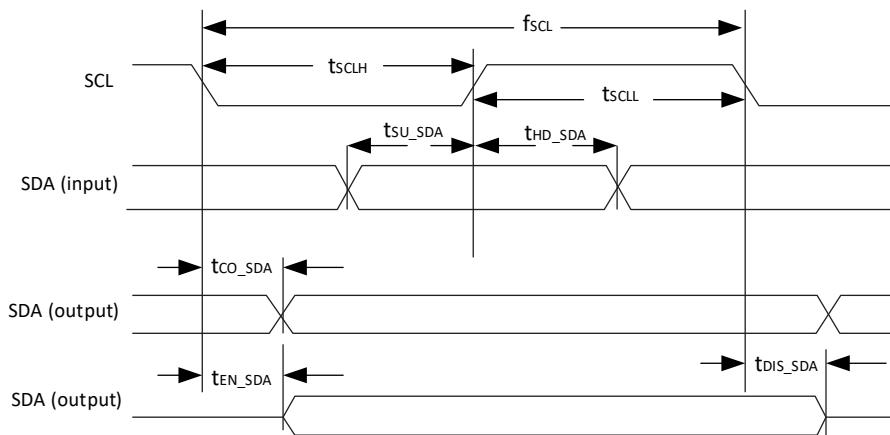 fSCL
tSCLH
SCL
tSCLL
tSU_SDA
tHD_SDA
SDA (input)
tCO_SDA
SDA (output)
tEN_SDA
tDIS_SDA
SDA (output)